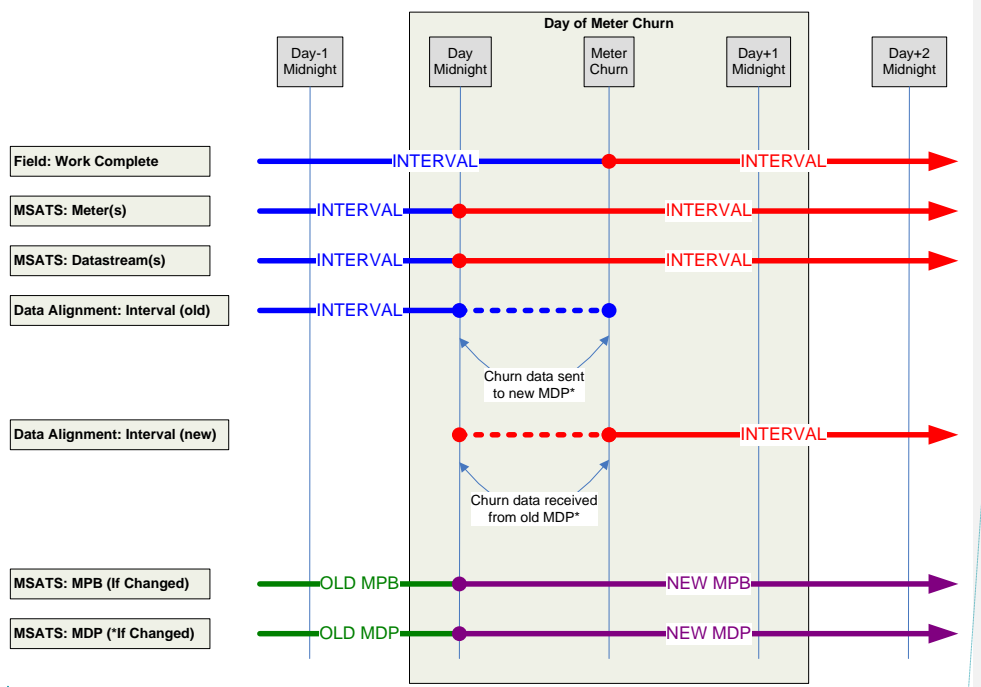 Day of Meter Churn
Day-1
Midnight
Day
Midnight
Meter
Churn
Day+1
Midnight
Day+2
Midnight
Field: Work Complete
INTERVAL
INTERVAL
MSATS: Meter(s)
INTERVAL
INTERVAL
MSATS: Datastream(s)
INTERVAL
INTERVAL
Data Alignment: Interval (old)
INTERVAL
Churn data sent
to new MDP*
Data Alignment: Interval (new)
INTERVAL
Churn data received
from old MDP*
MSATS: MPB (If Changed)
OLD MPB
NEW MPB
MSATS: MDP (*If Changed)
OLD MDP
NEW MDP